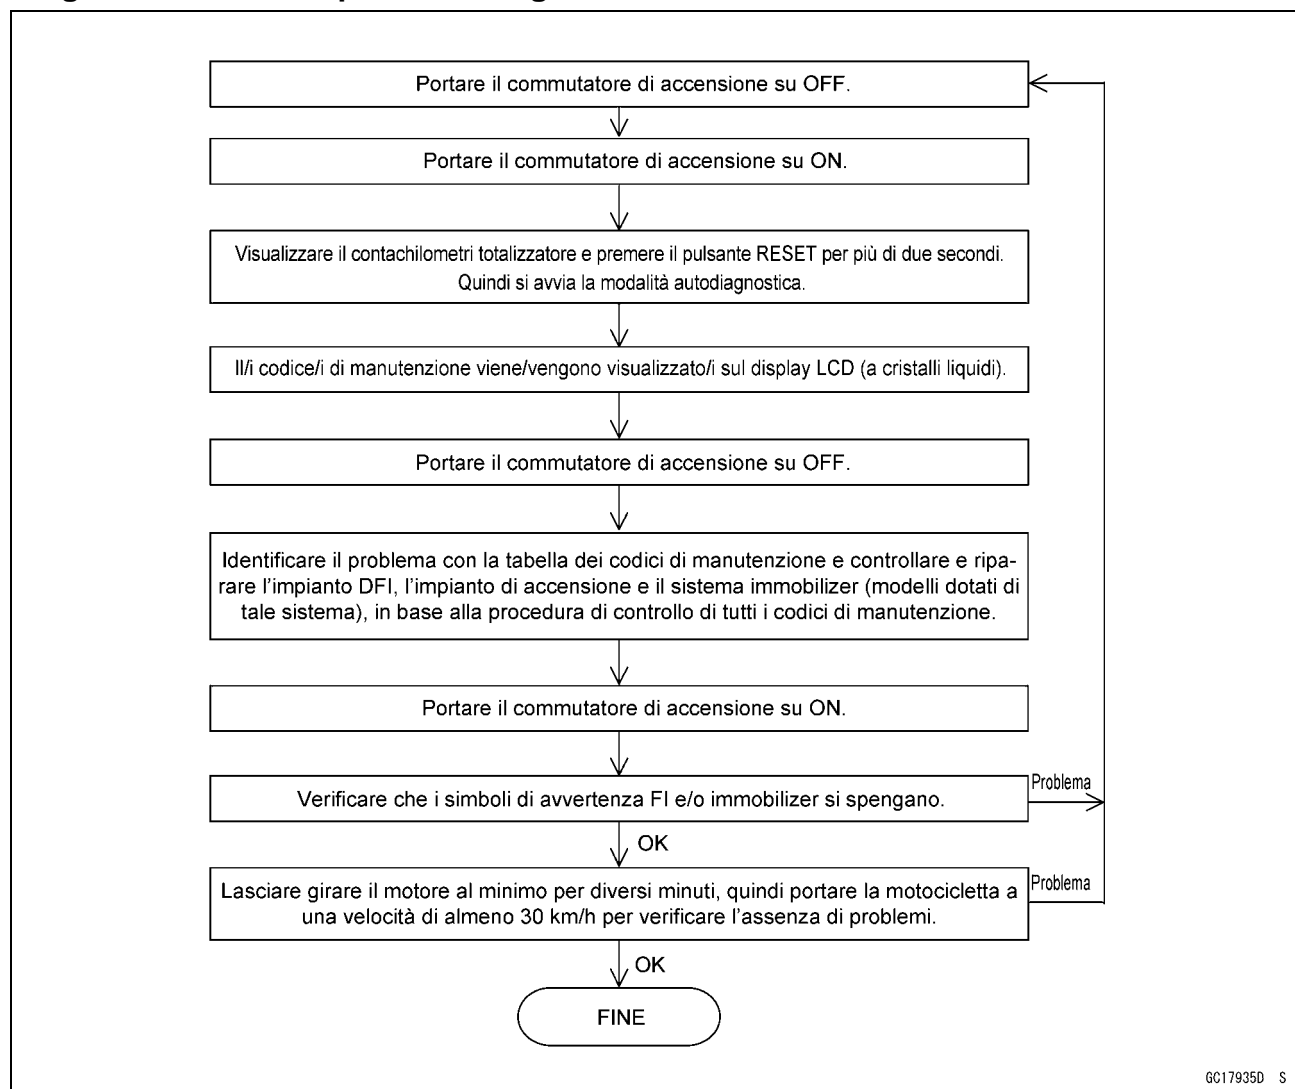 Portare il commutatore di accensione su OFF.
Portare il commutatore di accensione su ON.
Visualizzare il contachilometri totalizzatore e premere il pulsante RESET per più di due secondi.
Quindi si avvia la modalità autodiagnostica.
Il/i codice/i di manutenzione viene/vengono visualizzato/i sul display LCD (a cristalli liquidi).
Portare il commutatore di accensione su OFF.
Identificare il problema con la tabella dei codici di manutenzione e controllare e ripa-
rare l'impianto DFI, l'impianto di accensione e il sistema immobilizer (modelli dotati di
tale sistema), in base alla procedura di controllo di tutti i codici di manutenzione.
Portare il commutatore di accensione su ON.
Verificare che i simboli di avvertenza FI e/o immobilizer si spengano.
Problema
OK
Lasciare girare il motore al minimo per diversi minuti, quindi portare la motocicletta a
una velocità di almeno 30 km/h per verificare l'assenza di problemi.
Problema
OK
FINE
GC17935D S